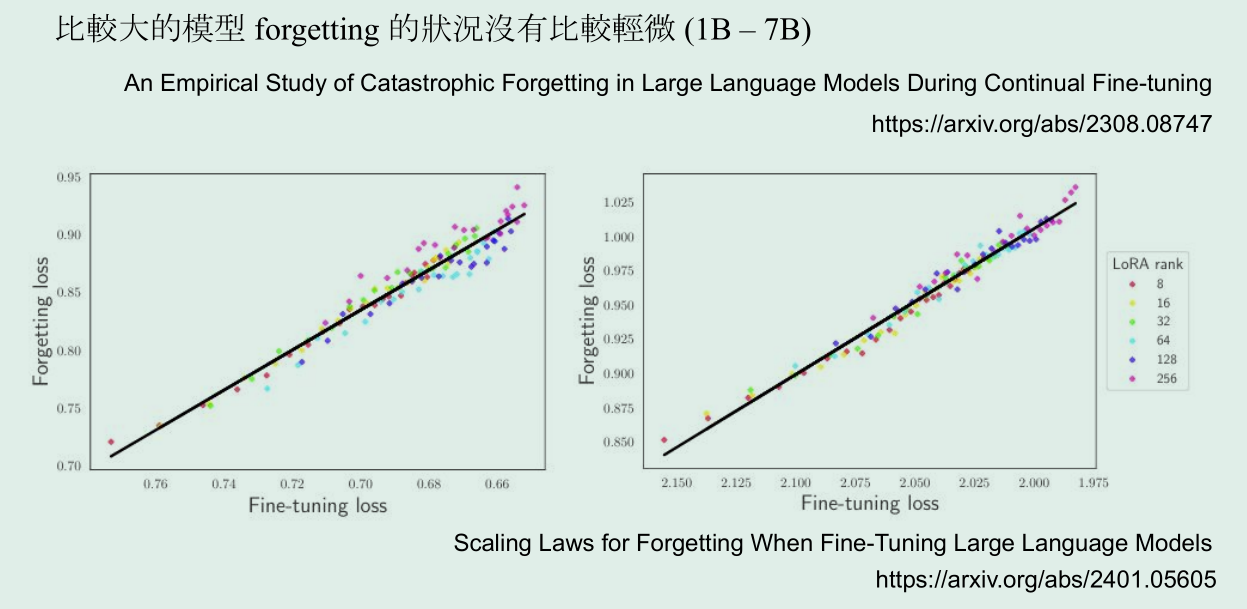 比較大的模型 forgetting 的狀況沒有比較輕微 (1B – 7B)
An Empirical Study of Catastrophic Forgetting in Large Language Models During Continual Fine-tuning
https://arxiv.org/abs/2308.08747
0.95
0.90
0.85
0.80
0.75
0.70
Forgetting loss
0.76 0.74 0.72 0.70 0.68 0.66
Fine-tuning loss
1.025
1.000
0.975
0.950
0.925
0.900
0.875
0.850
Forgetting loss
2.150 2.125 2.100 2.075 2.050 2.025 2.000 1.975
Fine-tuning loss
LoRA rank
8
16
32
64
128
256
Scaling Laws for Forgetting When Fine-Tuning Large Language Models
https://arxiv.org/abs/2401.05605